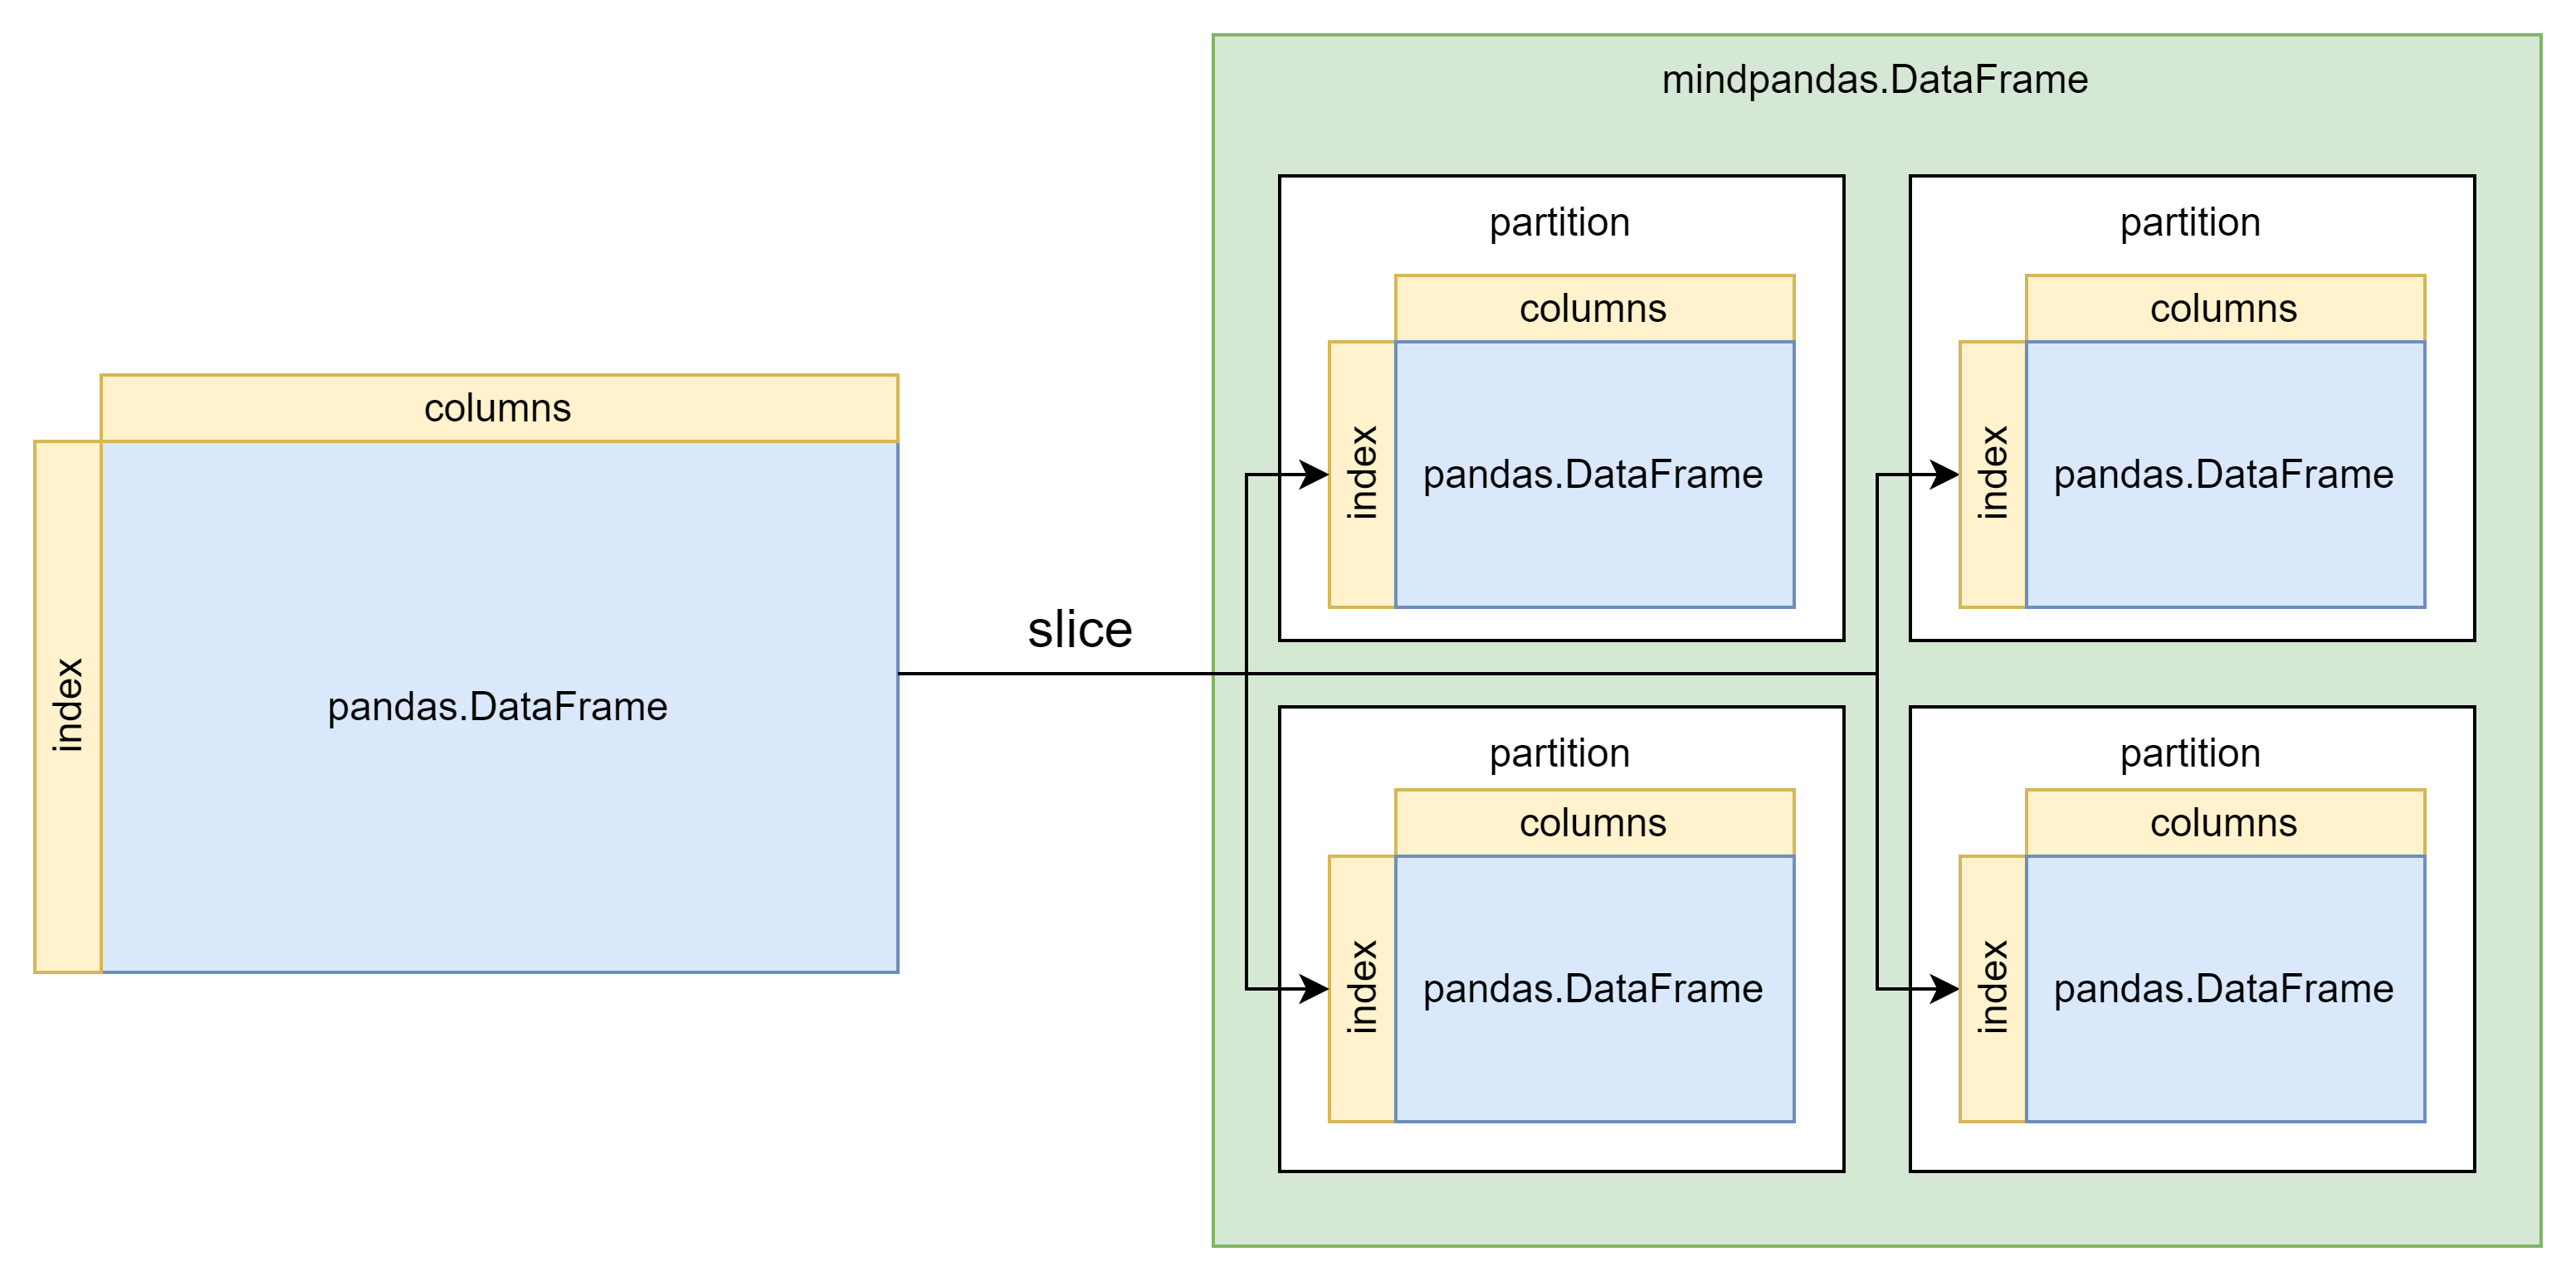 columns
index
pandas.DataFrame
slice
mindpandas.DataFrame
partition
columns
index
pandas.DataFrame
partition
columns
index
pandas.DataFrame
partition
columns
index
pandas.DataFrame
partition
columns
index
pandas.DataFrame